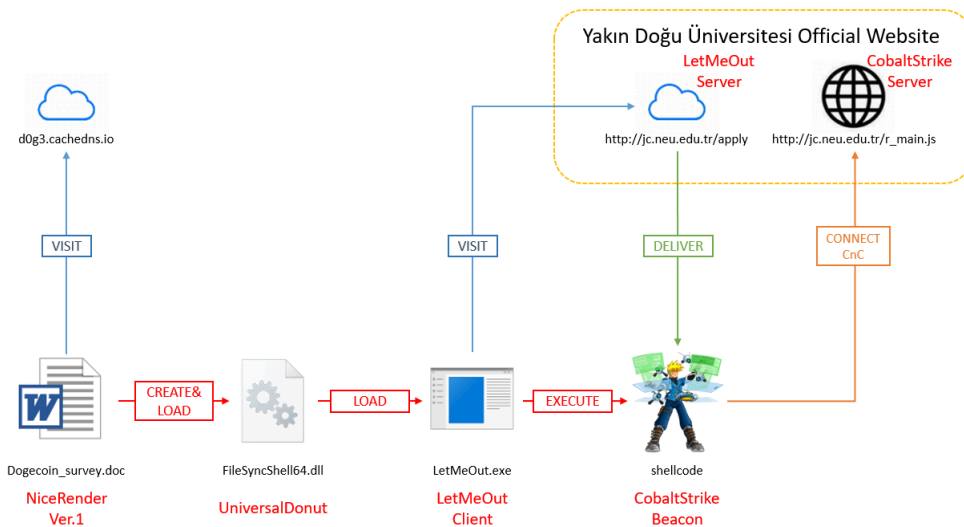 Yakın Doğu Üniversitesi Official Website
LetMeOut
Server
CobaltStrike
Server
d0g3.cachedns.io
http://jc.neu.edu.tr/apply
http://jc.neu.edu.tr/r_main.js
VISIT
VISIT
DELIVER
CONNECT
CnC
W
CREATE&
LOAD
LOAD
EXECUTE
Dogecoin_survey.doc
FileSyncShell64.dll
LetMeOut.exe
shellcode
NiceRender
Ver.1
UniversalDonut
LetMeOut
Client
CobaltStrike
Beacon